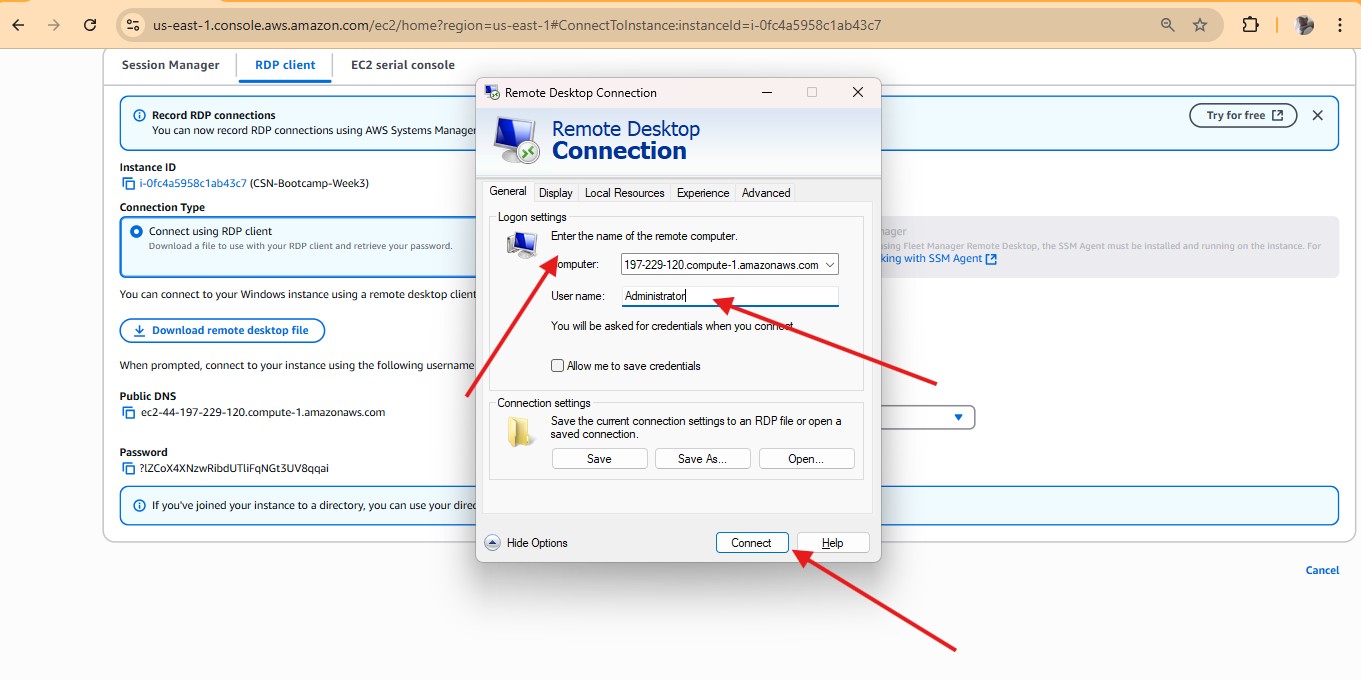 us-east-1.console.aws.amazon.com/ec2/home?region=us-east-1#ConnectToInstance:instanceId=i-0fc4a5958c1ab43c7
Session Manager
RDP client
EC2 serial console
Record RDP connections
You can now record RDP connections using AWS Systems Manager
Try for free
Instance ID
i-0fc4a5958c1ab43c7 (CSN-Bootcamp-Week3)
Connection Type
Connect using RDP client
Download a file to use with your RDP client and retrieve your password.
nager
using Fleet Manager Remote Desktop, the SSM Agent must be installed and running on the instance. For
king with SSM Agent
You can connect to your Windows instance using a remote desktop client
Download remote desktop file
When prompted, connect to your instance using the following username
Public DNS
ec2-44-197-229-120.compute-1.amazonaws.com
Password
?lZCoX4XNzwRibdUTliFqNGt3UV8qqai
If you've joined your instance to a directory, you can use your direc
Cancel
Remote Desktop Connection
Remote Desktop
Connection
General
Display
Local Resources
Experience
Advanced
Logon settings
Enter the name of the remote computer.
omputer:
197-229-120.compute-1.amazonaws.com
User name:
Administrator
You will be asked for credentials when you connect.
Allow me to save credentials
Connection settings
Save the current connection settings to an RDP file or open a
saved connection.
Save
Save As...
Open...
Hide Options
Connect
Help